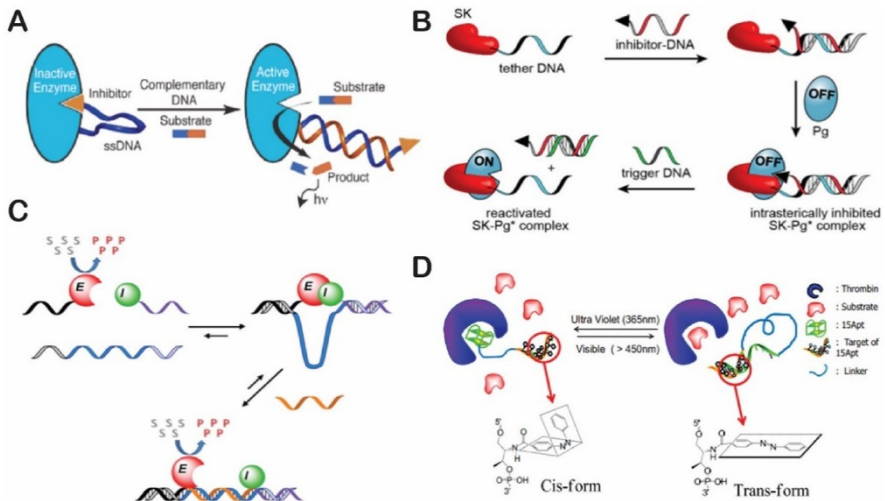 A
Inactive
Enzyme
Inhibitor
ssDNA
Complementary
DNA
Substrate
Active
Enzyme
Substrate
Product
hν
B
SK
tether DNA
inhibitor-DNA
OFF
Pg
OFF
intrasterically inhibited
SK-Pg* complex
trigger DNA
+
ON
reactivated
SK-Pg* complex
C
S S S
S S
P P P
P P
E
I
E
I
S S S
S S
P P P
P P
E
I
D
Ultra Violet (365nm)
Visible ( > 450nm)
: Thrombin
: Substrate
: 15Apt
: Target of
15Apt
: Linker
5'
O
O
N
H
N
N
O
O-P-OH
3' O
Cis-form
5'
O
O
N
H
N
N
O
O-P-OH
3' O
Trans-form